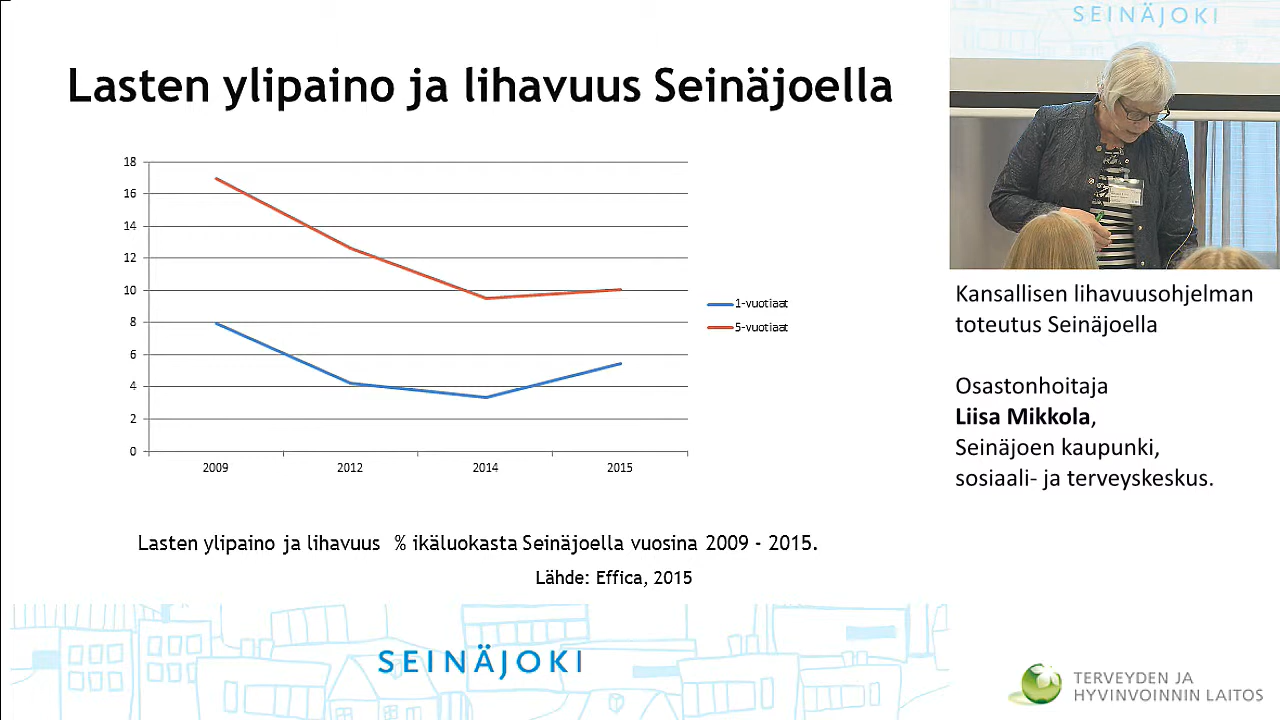 Lasten ylipaino ja lihavuus Seinäjoella
18
16
14
12
10
8
6
4
2
0
2009
2012
2014
2015
1-vuotiaat
5-vuotiaat
Lasten ylipaino ja lihavuus % ikäluokasta Seinäjoella vuosina 2009 - 2015.
Lähde: Effica, 2015
SEINÄJOKI
SEINÄJOKI
Kansallisen lihavuusohjelman
toteutus Seinäjoella
Osastonhoitaja
Liisa Mikkola,
Seinäjoen kaupunki,
sosiaali- ja terveyskeskus.
TERVEYDEN JA
HYVINVOINNIN LAITOS